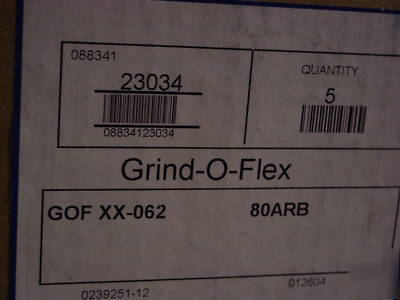 088341
23034
08834123034
QUANTITY
5
Grind-O-Flex
GOF XX-062 80ARB
0239251-12 012604